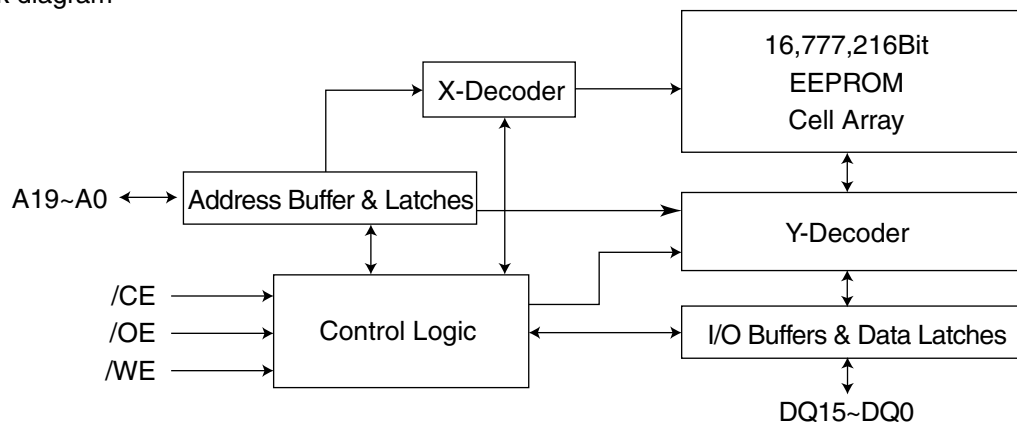 diagram
16,777,216Bit
EEPROM
Cell Array
X-Decoder
A19~A0
Address Buffer & Latches
Y-Decoder
/CE
/OE
/WE
Control Logic
I/O Buffers & Data Latches
DQ15~DQ0